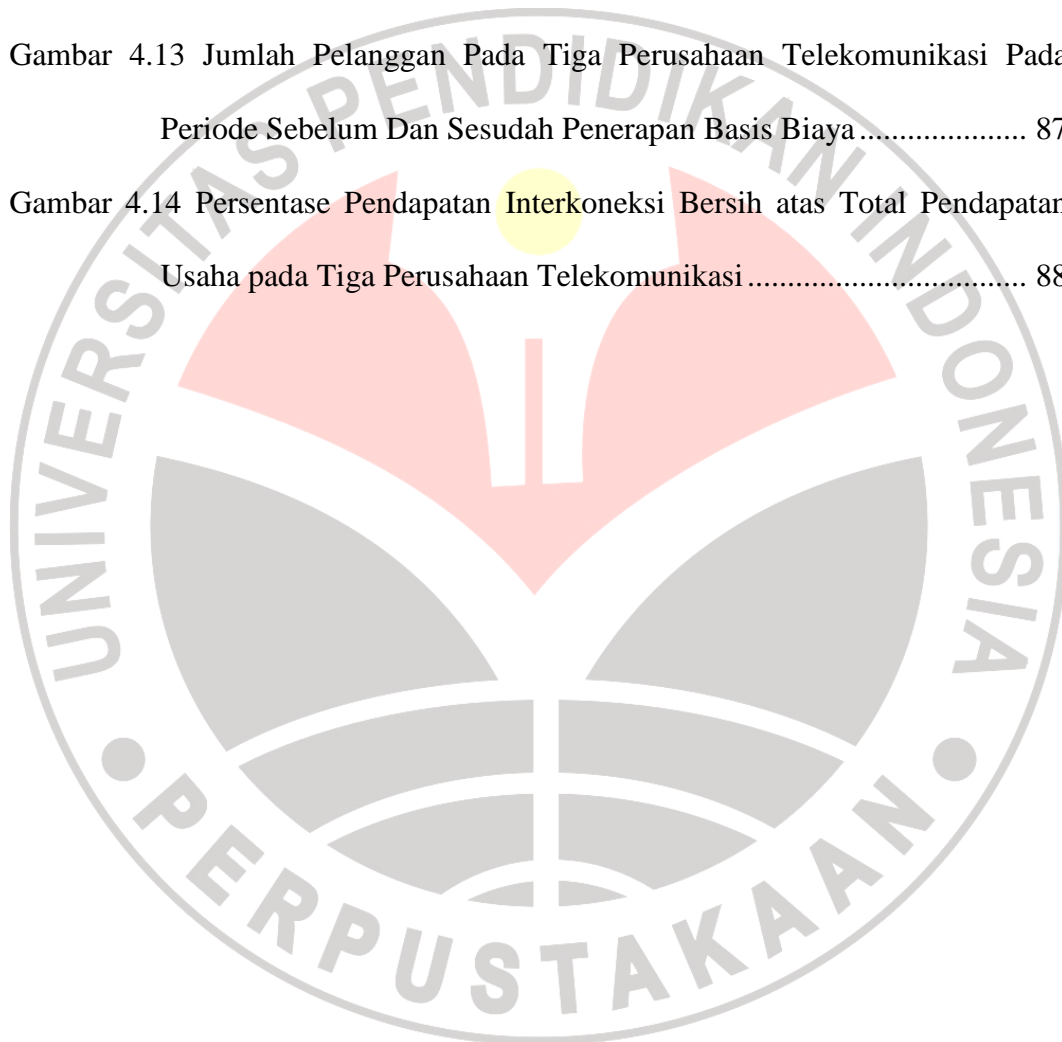 Gambar 4.13 Jumlah Pelanggan Pada Tiga Perusahaan Telekomunikasi Pada
Periode Sebelum Dan Sesudah Penerapan Basis Biaya ..................... 87
Gambar 4.14 Persentase Pendapatan Interkoneksi Bersih atas Total Pendapatan
Usaha pada Tiga Perusahaan Telekomunikasi ................................... 88
UNIVERSITAS PENDIDIKAN INDONESIA
PERPUSTAKAAN